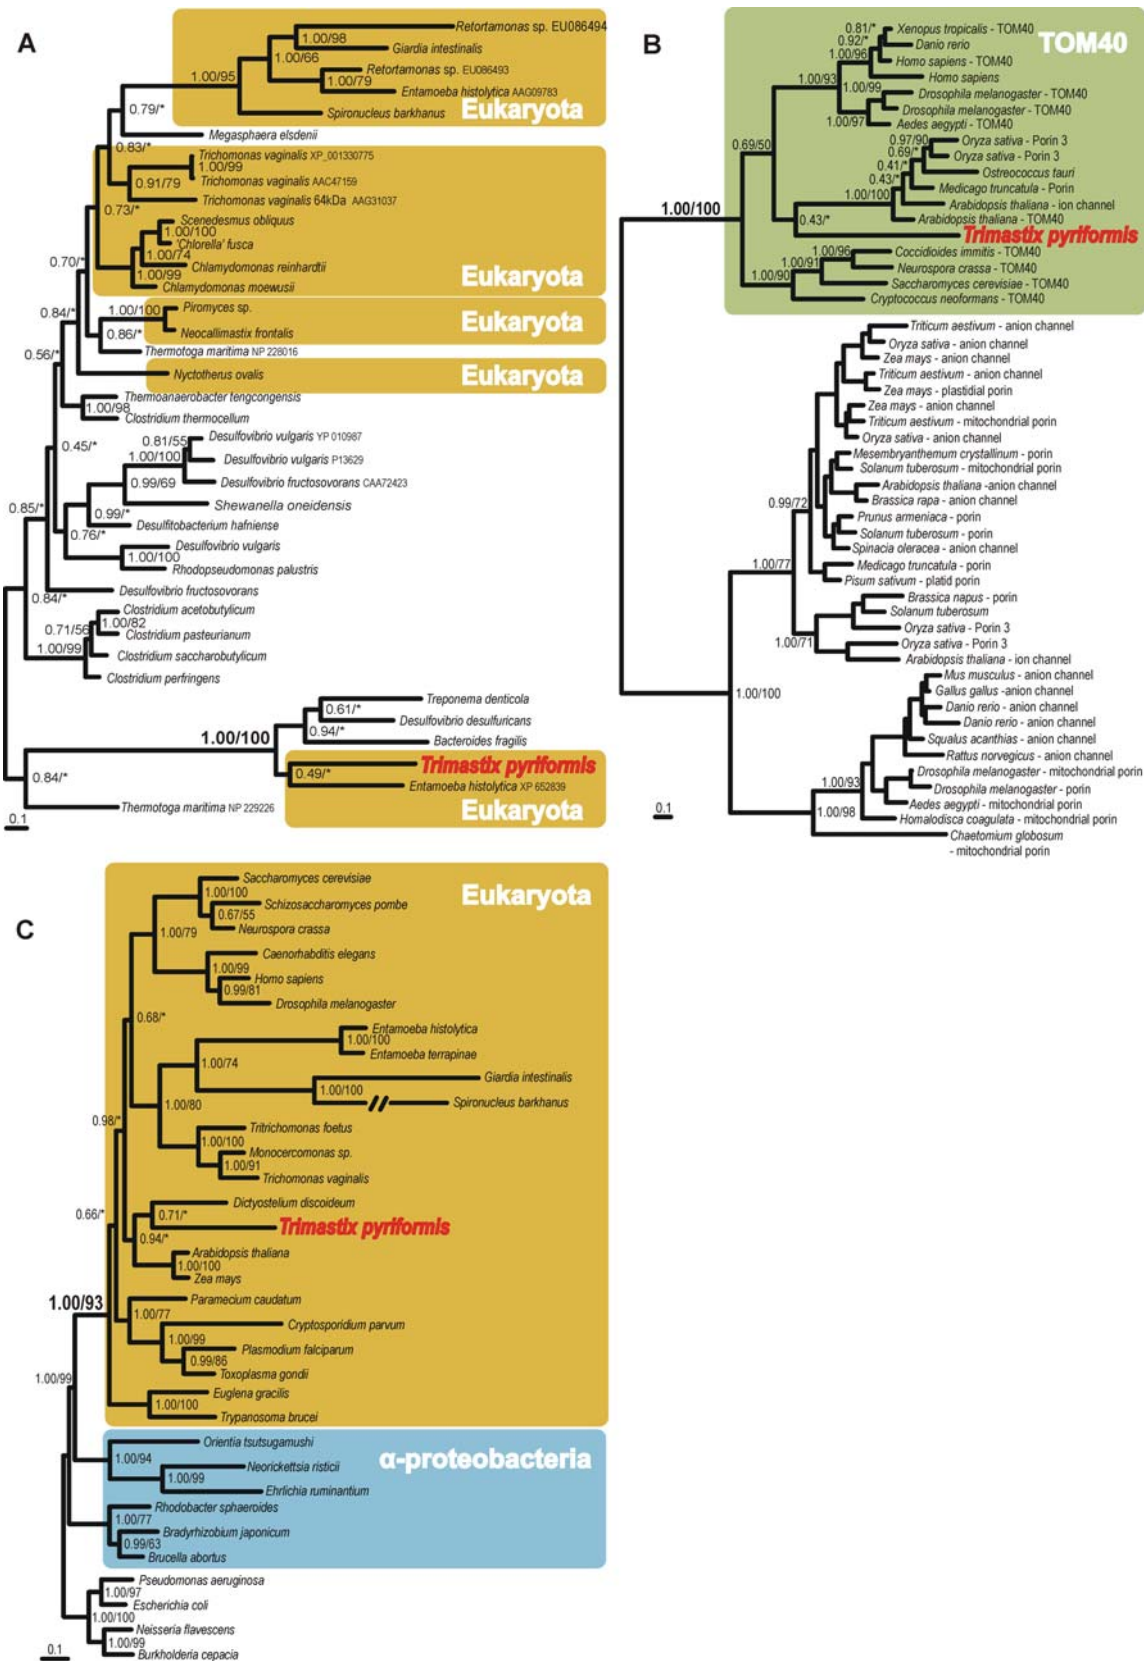 A
Retortamonas sp. EU086494
1.00/98
Giardia intestinalis
1.00/66
Retortamonas sp. EU086493
1.00/95
1.00/79
Entamoeba histolytica AAG09783
Eukaryota
Spironucleus barkhanus
0.79/*
Megasphaera elsdenii
0.83/*
Trichomonas vaginalis XP_001330775
1.00/99
0.91/79
Trichomonas vaginalis AAC47159
Trichomonas vaginalis 64kDa AAG31037
0.73/*
Scenedesmus obliquus
1.00/100
'Chlorella' fusca
1.00/74
0.70/*
Chlamydomonas reinhardtii
1.00/99
Eukaryota
Chlamydomonas moewusii
1.00/100
Piromyces sp.
0.84/*
Eukaryota
0.86/*
Neocallimastix frontalis
0.56/*
Thermotoga maritima NP 228016
Nyctotherus ovalis
Eukaryota
Thermoanaerobacter tengcongensis
1.00/98
Clostridium thermocellum
0.81/55
Desulfovibrio vulgaris YP 010987
0.45/*
1.00/100
Desulfovibrio vulgaris P13629
0.99/69
Desulfovibrio fructosovorans CAA72423
Shewanella oneidensis
0.85/*
0.99/*
Desulfitobacterium hafniense
0.76/*
Desulfovibrio vulgaris
1.00/100
Rhodopseudomonas palustris
Desulfovibrio fructosovorans
0.84/*
Clostridium acetobutylicum
1.00/82
0.71/56
Clostridium pasteurianum
1.00/99
Clostridium saccharobutylicum
Clostridium perfringens
Treponema denticola
0.61/*
Desulfovibrio desulfuricans
0.94/*
1.00/100
Bacteroides fragilis
Trimastix pyriformis
0.49/*
0.84/*
Entamoeba histolytica XP 652839
Thermotoga maritima NP 229226
Eukaryota
0.1
B
TOM40
0.81/*
Xenopus tropicalis - TOM40
0.92/*
Danio rerio
1.00/96
Homo sapiens - TOM40
1.00/93
Homo sapiens
1.00/99
Drosophila melanogaster - TOM40
Drosophila melanogaster - TOM40
1.00/97
Aedes aegypti - TOM40
0.97/90
Oryza sativa - Porin 3
0.69/50
0.69/*
Oryza sativa - Porin 3
0.41/*
Ostreococcus tauri
0.43/*
Medicago truncatula - Porin
1.00/100
Arabidopsis thaliana - ion channel
1.00/100
0.43/*
Arabidopsis thaliana - TOM40
Trimastix pyriformis
1.00/96
Coccidioides immitis - TOM40
1.00/91
Neurospora crassa - TOM40
1.00/90
Saccharomyces cerevisiae - TOM40
Cryptococcus neoformans - TOM40
Triticum aestivum - anion channel
Oryza sativa - anion channel
Zea mays - anion channel
Triticum aestivum - anion channel
Zea mays - plastidial porin
Zea mays - anion channel
Triticum aestivum - mitochondrial porin
Oryza sativa - anion channel
Mesembryanthemum crystallinum - porin
Solanum tuberosum - mitochondrial porin
Arabidopsis thaliana -anion channel
Brassica rapa - anion channel
0.99/72
Prunus armeniaca - porin
Solanum tuberosum - porin
Spinacia oleracea - anion channel
1.00/77
Medicago truncatula - porin
Pisum sativum - platid porin
Brassica napus - porin
Solanum tuberosum
Oryza sativa - Porin 3
1.00/71
Oryza sativa - Porin 3
Arabidopsis thaliana - ion channel
Mus musculus - anion channel
1.00/100
Gallus gallus -anion channel
Danio rerio - anion channel
Danio rerio - anion channel
Squalus acanthias - anion channel
Rattus norvegicus - anion channel
Drosophila melanogaster - mitochondrial porin
1.00/93
Drosophila melanogaster - porin
Aedes aegypti - mitochondrial porin
1.00/98
Homalodisca coagulata - mitochondrial porin
Chaetomium globosum
- mitochondrial porin
0.1
C
Eukaryota
Saccharomyces cerevisiae
1.00/100
Schizosaccharomyces pombe
0.67/55
Neurospora crassa
1.00/79
Caenorhabditis elegans
1.00/99
Homo sapiens
0.99/81
Drosophila melanogaster
0.68/*
Entamoeba histolytica
1.00/100
Entamoeba terrapinae
1.00/74
Giardia intestinalis
1.00/100
1.00/80
Spironucleus barkhanus
0.98/*
Tritrichomonas foetus
1.00/100
Monocercomonas sp.
1.00/91
Trichomonas vaginalis
Dictyostelium discoideum
0.66/*
0.71/*
Trimastix pyriformis
0.94/*
Arabidopsis thaliana
1.00/100
Zea mays
1.00/93
Paramecium caudatum
1.00/77
Cryptosporidium parvum
1.00/99
Plasmodium falciparum
0.99/86
Toxoplasma gondii
1.00/99
Euglena gracilis
1.00/100
Trypanosoma brucei
Orientia tsutsugamushi
α-proteobacteria
1.00/94
Neorickettsia risticii
1.00/99
Ehrlichia ruminantium
Rhodobacter sphaeroides
1.00/77
Bradyrhizobium japonicum
0.99/63
Brucella abortus
Pseudomonas aeruginosa
1.00/97
Escherichia coli
1.00/100
Neisseria flavescens
1.00/99
Burkholderia cepacia
0.1